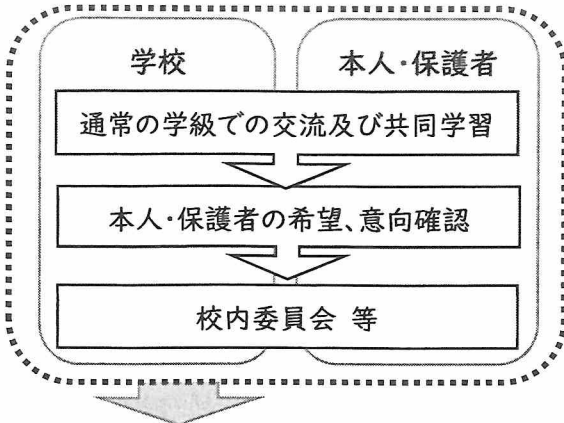 学校
本人・保護者
通常の学級での交流及び共同学習
本人・保護者の希望、意向確認
校内委員会 等